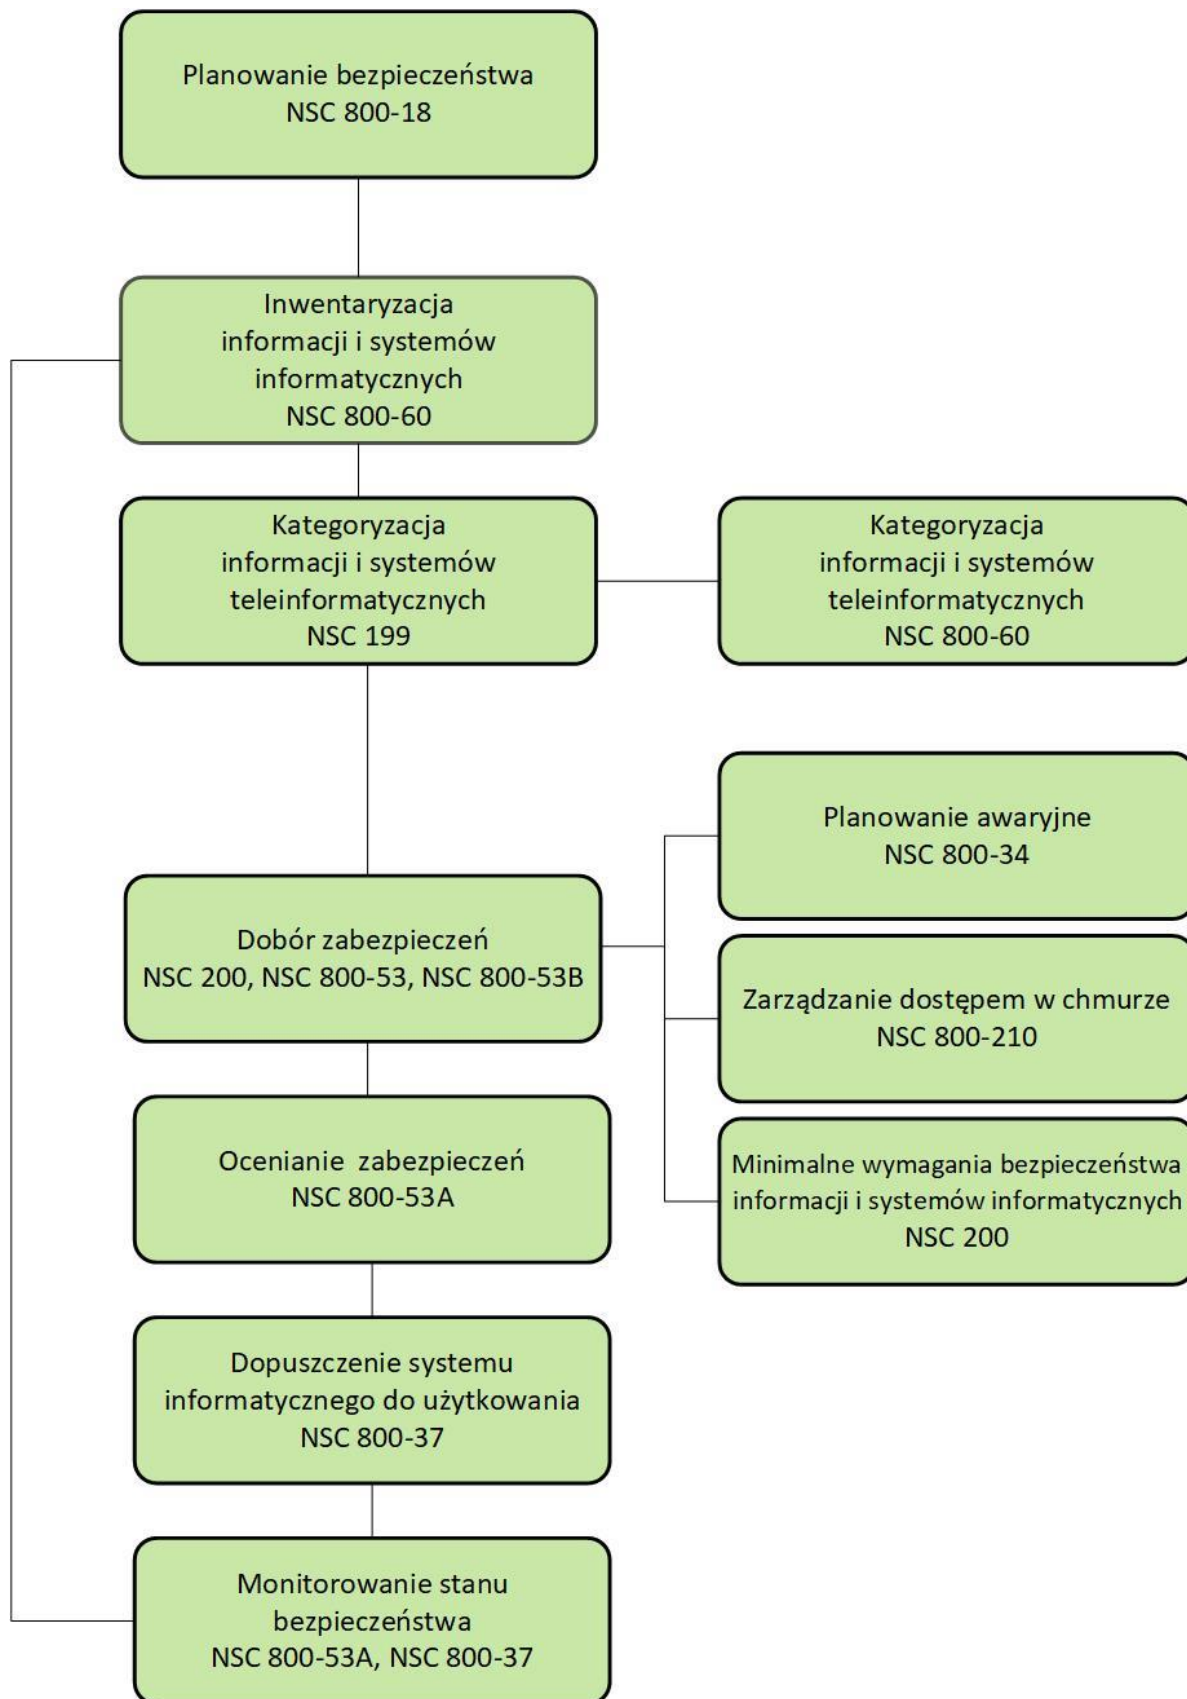 Planowanie bezpieczeństwa
NSC 800-18
Inwentaryzacja
informacji i systemów
informatycznych
NSC 800-60
Kategoryzacja
informacji i systemów
teleinformatycznych
NSC 199
Kategoryzacja
informacji i systemów
teleinformatycznych
NSC 800-60
Planowanie awaryjne
NSC 800-34
Dobór zabezpieczeń
NSC 200, NSC 800-53, NSC 800-53B
Zarządzanie dostępem w chmurze
NSC 800-210
Minimalne wymagania bezpieczeństwa
informacji i systemów informatycznych
NSC 200
Ocenianie  zabezpieczeń
NSC 800-53A
Dopuszczenie systemu
informatycznego do użytkowania
NSC 800-37
Monitorowanie stanu
bezpieczeństwa
NSC 800-53A, NSC 800-37